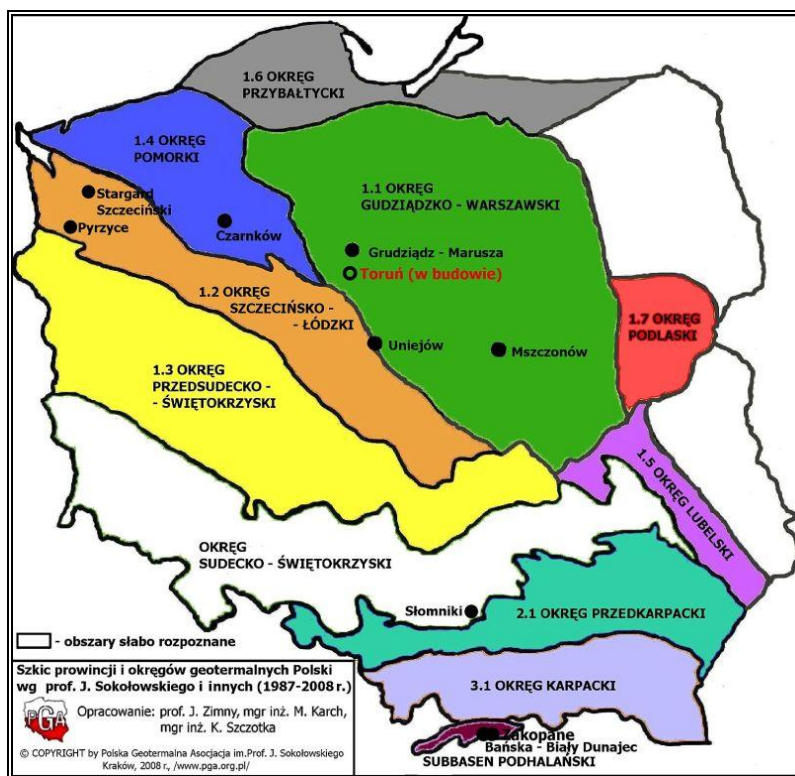 1.6 OKRĘG
PRZYBAŁTYCKI
1.4 OKRĘG
POMORKI
1.1 OKRĘG
GUDZIĄDZKO - WARSZAWSKI
Stargard
Szczeciński
Pyrzyce
Czarnków
Grudziądz - Marusza
Toruń (w budowie)
1.2 OKRĘG
SZCZECIŃSKO -
- ŁÓDZKI
1.7 OKRĘG
PODLASKI
Uniejów
Mszczonów
1.3 OKRĘG
PRZEDSUDECKO -
- ŚWIĘTOKRZYSKI
1.5 OKRĘG LUBELSKI
OKRĘG
SUDECKO - ŚWIĘTOKRZYSKI
Słomniki
2.1 OKRĘG PRZEDKARPACKI
- obszary słabo rozpoznane
3.1 OKRĘG KARPACKI
Zakopane
Bańska - Biały Dunajec
SUBBASEN PODHALAŃSKI
Szkic prowincji i okręgów geotermalnych Polski
wg prof. J. Sokołowskiego i innych (1987-2008 r.)
PGA
Opracowanie: prof. J. Zimny, mgr inż. M. Karch,
mgr inż. K. Szczotka
© COPYRIGHT by Polska Geotermalna Asocjacja im.Prof. J. Sokołowskiego
Kraków, 2008 r., /www.pga.org.pl/